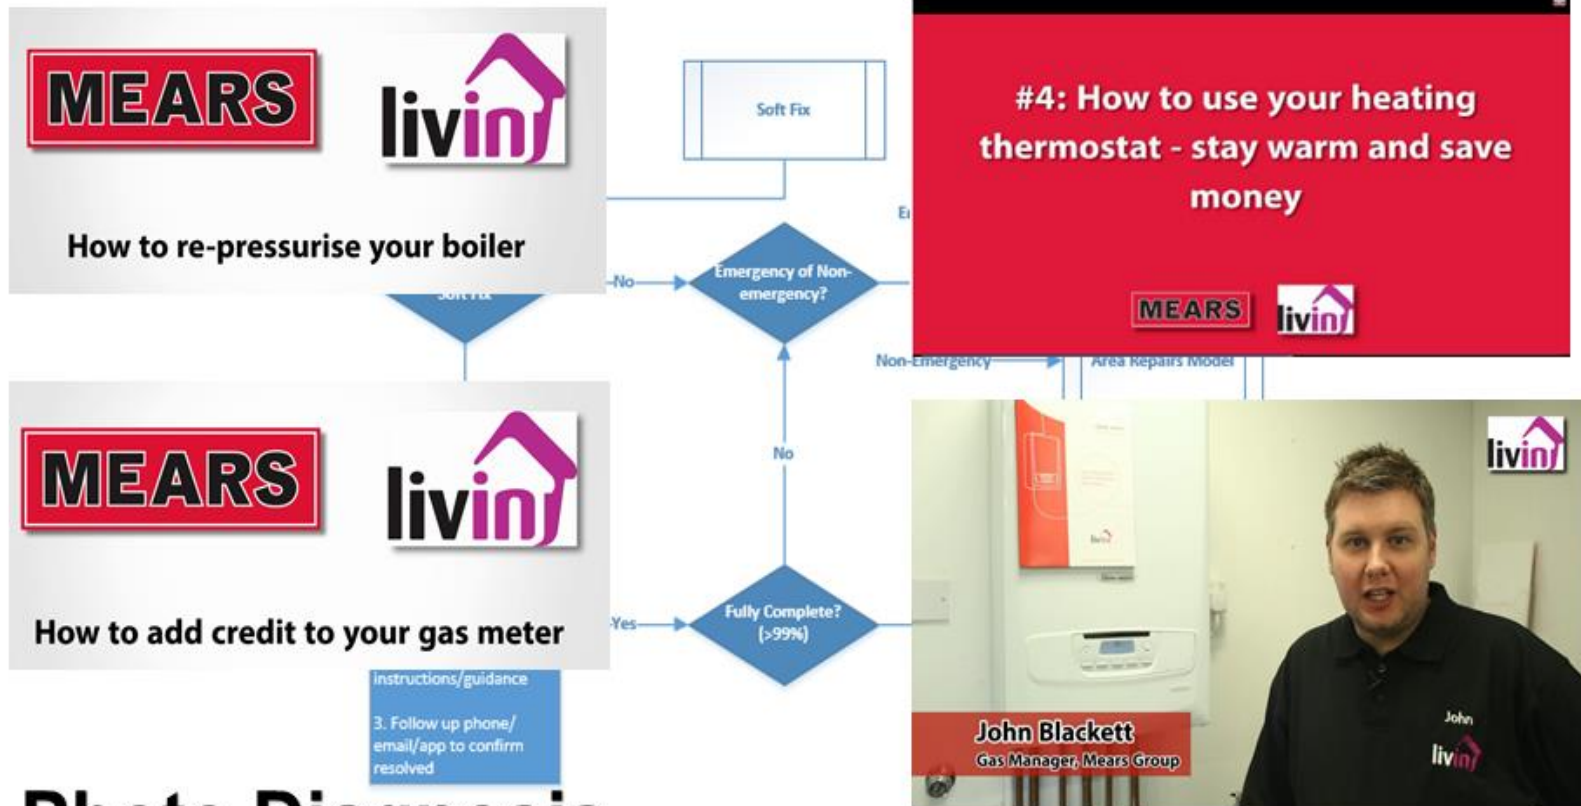 MEARS
livin
How to re-pressurise your boiler
Soft Fix
#4: How to use your heating
thermostat - stay warm and save
money
MEARS
livin
Soft Fix
No
Emergency of Non-
emergency?
Non-Emergency
Area Repairs Model
MEARS
livin
How to add credit to your gas meter
No
Yes
Fully Complete?
(>99%)
instructions/guidance
3. Follow up phone/
email/app to confirm
resolved
livin
John
livin
John Blackett
Gas Manager, Mears Group
Photo Diagnosis